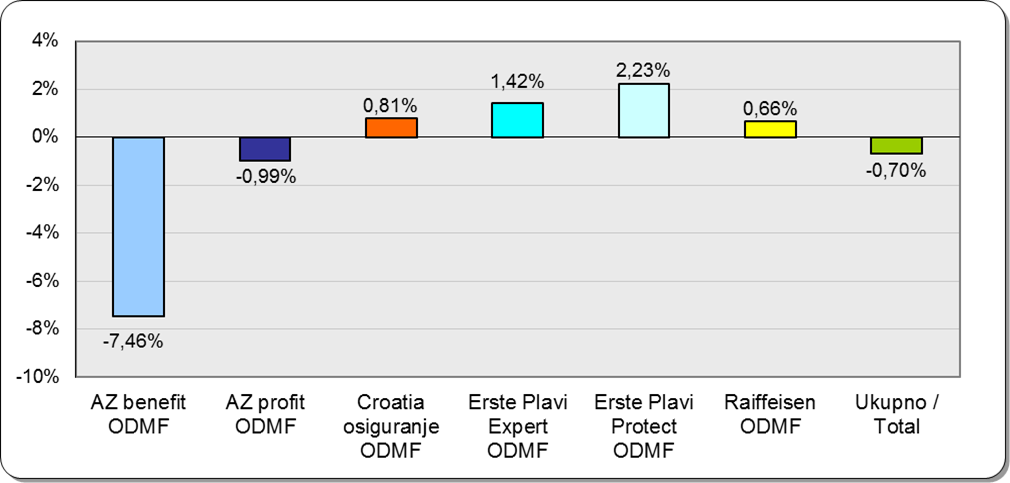 4%
2%
0%
-2%
-4%
-6%
-8%
-10%
-7,46%
-0,99%
0,81%
1,42%
2,23%
0,66%
-0,70%
AZ benefit
ODMF
AZ profit
ODMF
Croatia
osiguranje
ODMF
Erste Plavi
Expert
ODMF
Erste Plavi
Protect
ODMF
Raiffeisen
ODMF
Ukupno /
Total